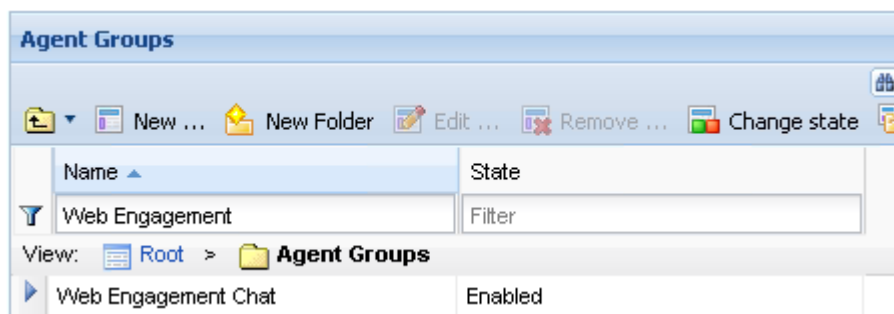 Agent Groups
New ... New Folder Edit ... Remove ... Change state
Name State
Web Engagement Filter
View: Root > Agent Groups
Web Engagement Chat Enabled